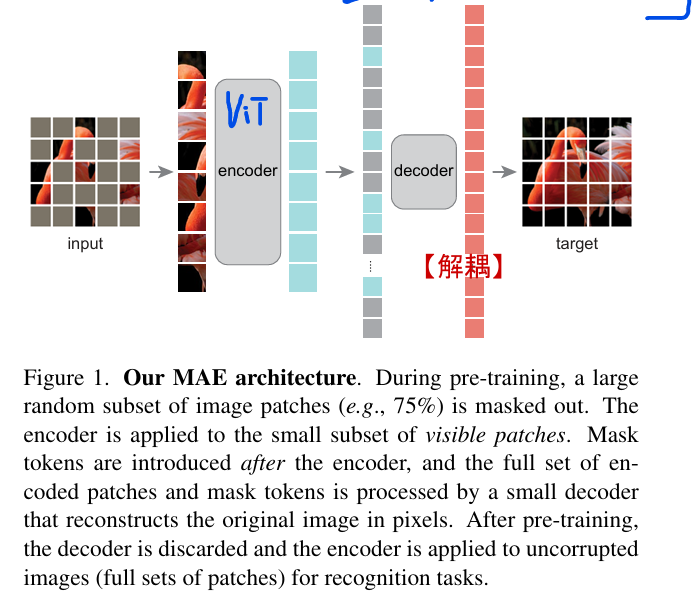 ViT
encoder
decoder
input
target
【解耦】
Figure 1. Our MAE architecture. During pre-training, a large
random subset of image patches (e.g., 75%) is masked out. The
encoder is applied to the small subset of visible patches. Mask
tokens are introduced after the encoder, and the full set of en-
coded patches and mask tokens is processed by a small decoder
that reconstructs the original image in pixels. After pre-training,
the decoder is discarded and the encoder is applied to uncorrupted
images (full sets of patches) for recognition tasks.